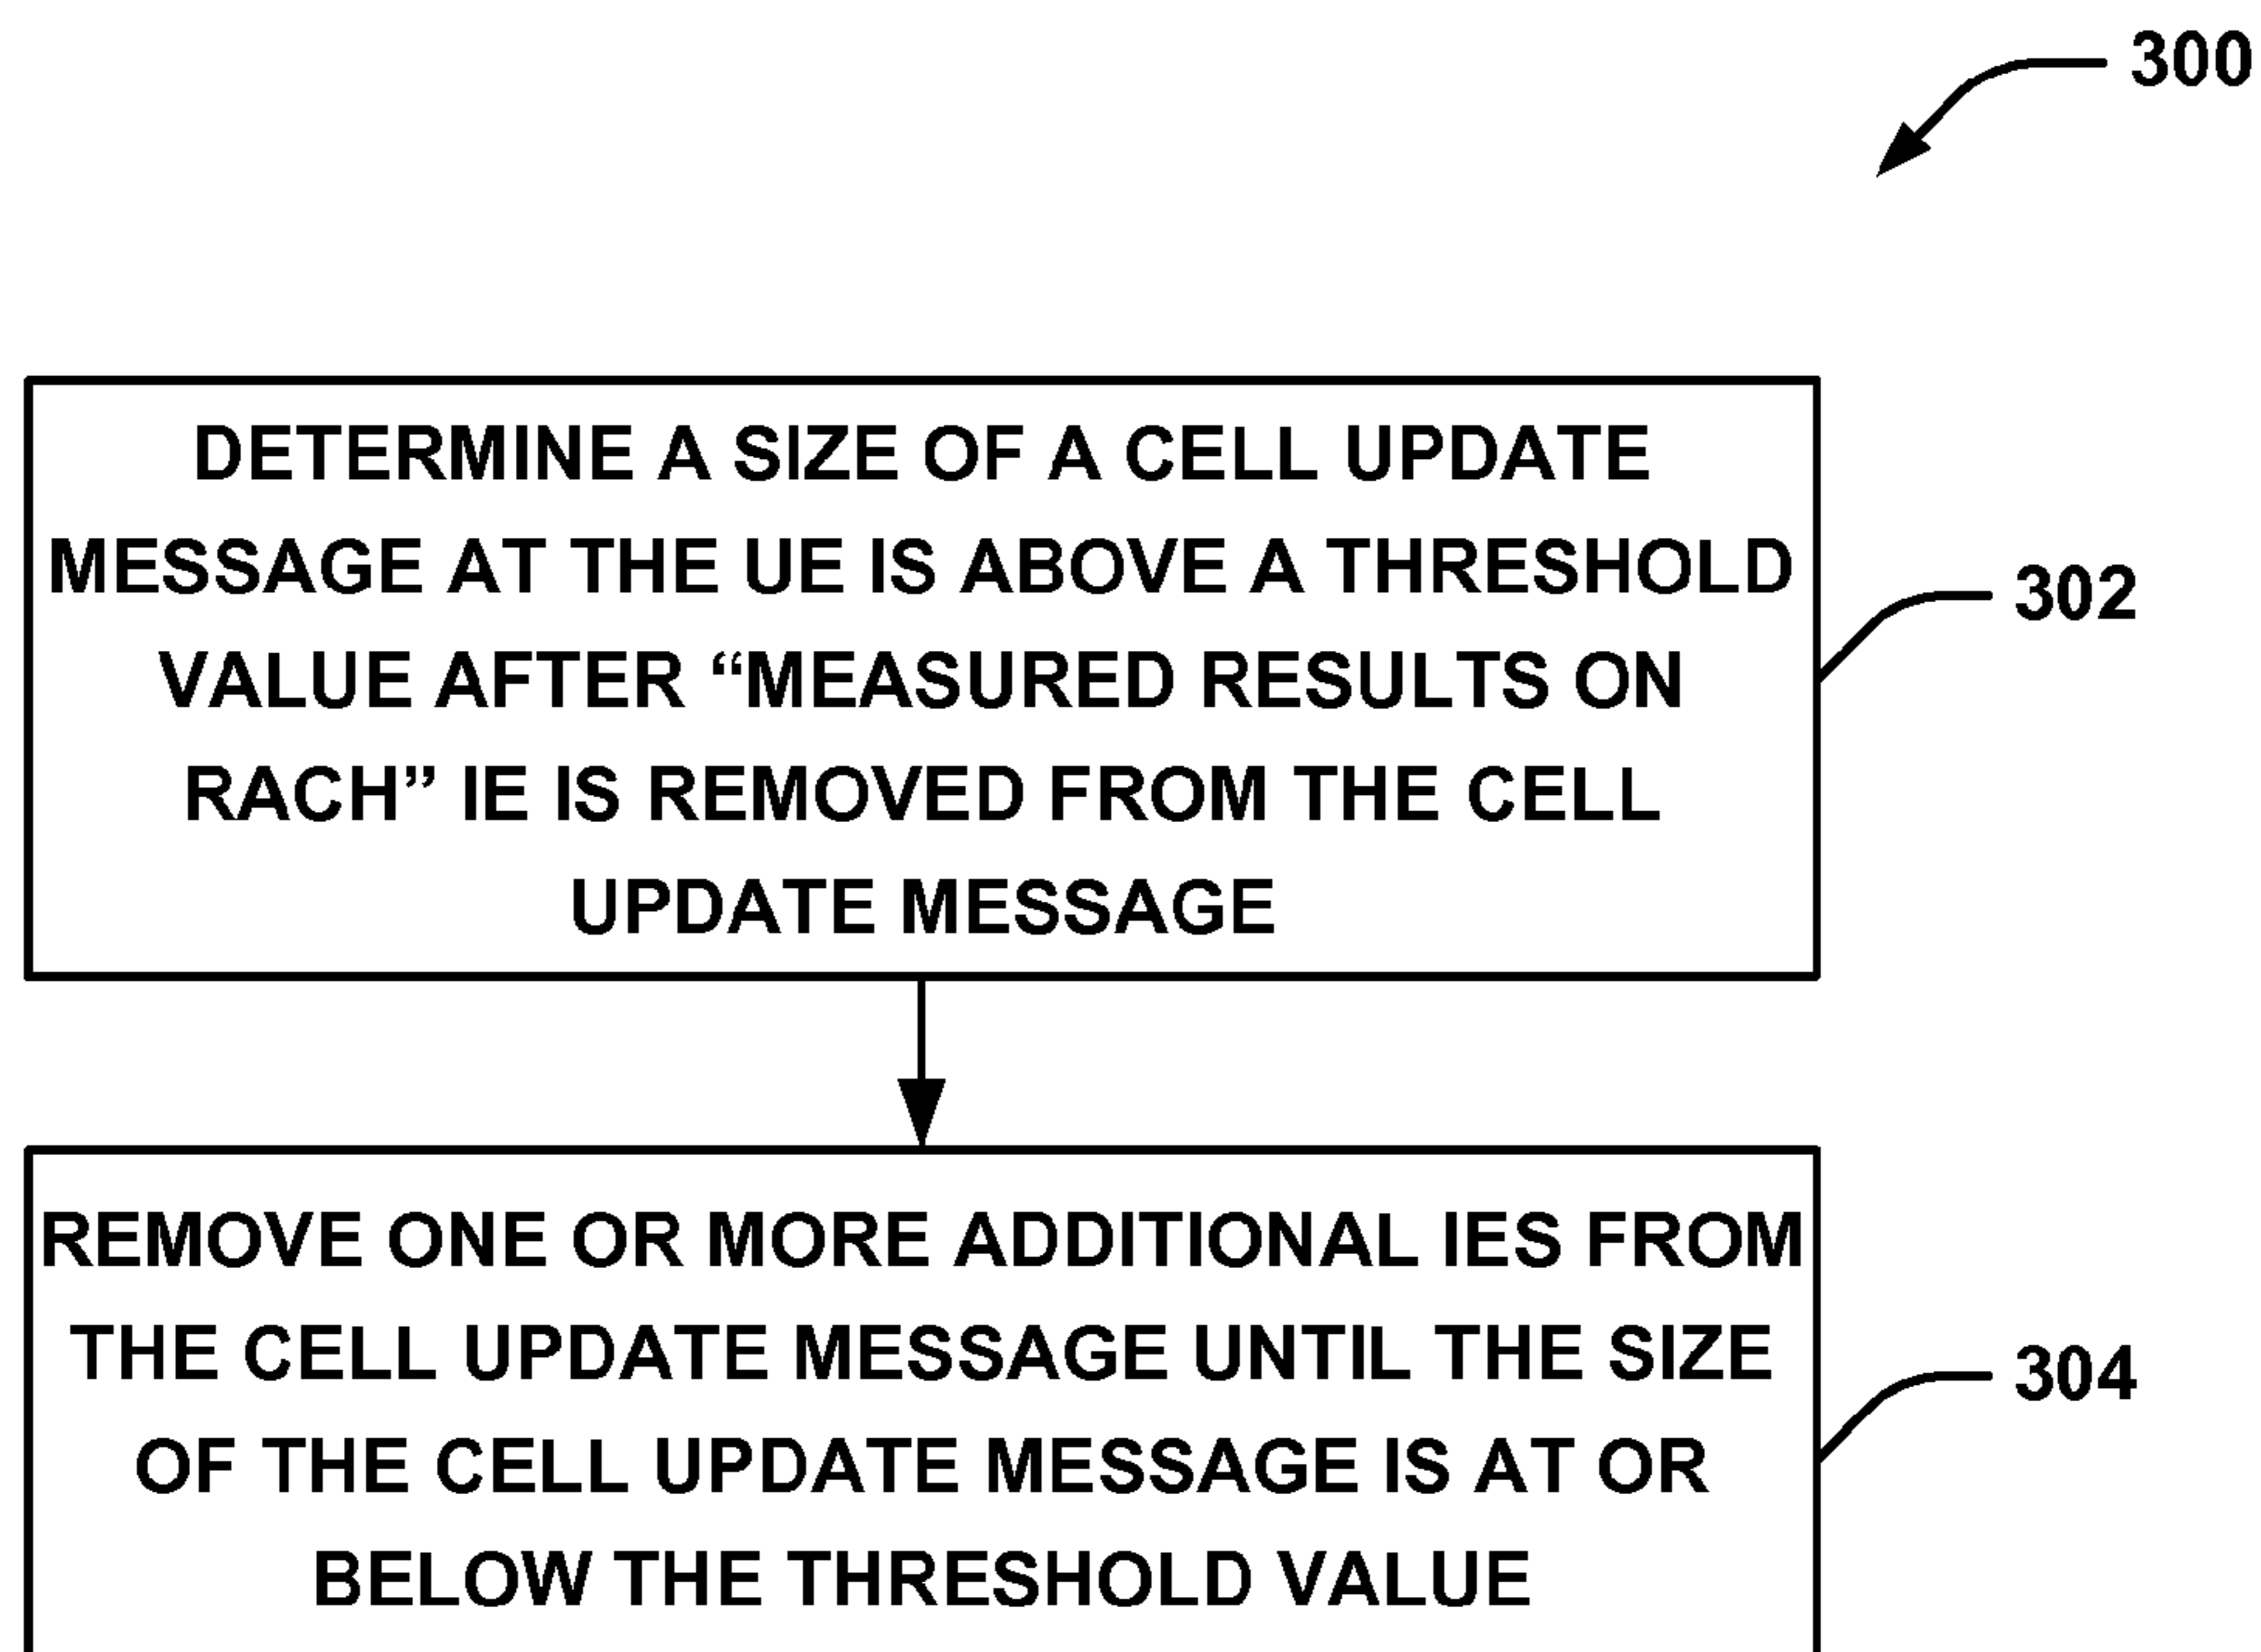 300
DETERMINE A SIZE OF A CELL UPDATE
MESSAGE AT THE UE IS ABOVE A THRESHOLD
VALUE AFTER “MEASURED RESULTS ON
RACH” IE IS REMOVED FROM THE CELL
UPDATE MESSAGE
302
REMOVE ONE OR MORE ADDITIONAL IES FROM
THE CELL UPDATE MESSAGE UNTIL THE SIZE
OF THE CELL UPDATE MESSAGE IS AT OR
BELOW THE THRESHOLD VALUE
304